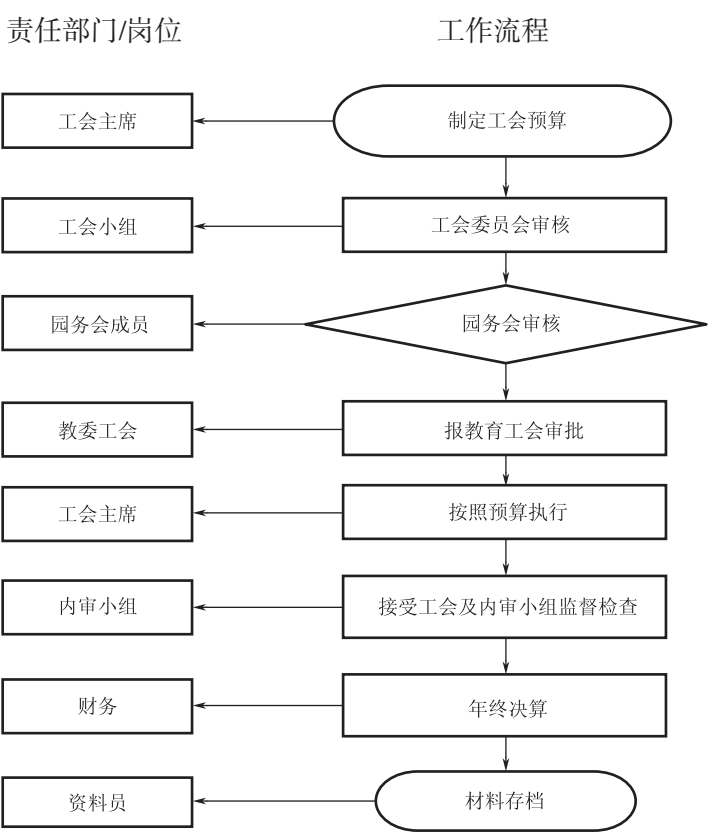 责任部门/岗位 工作流程
工会主席 制定工会预算
工会小组 工会委员会审核
园务会成员 园务会审核
教委工会 报教育工会审批
工会主席 按照预算执行
内审小组 接受工会及内审小组监督检查
财务 年终决算
资料员 材料存档